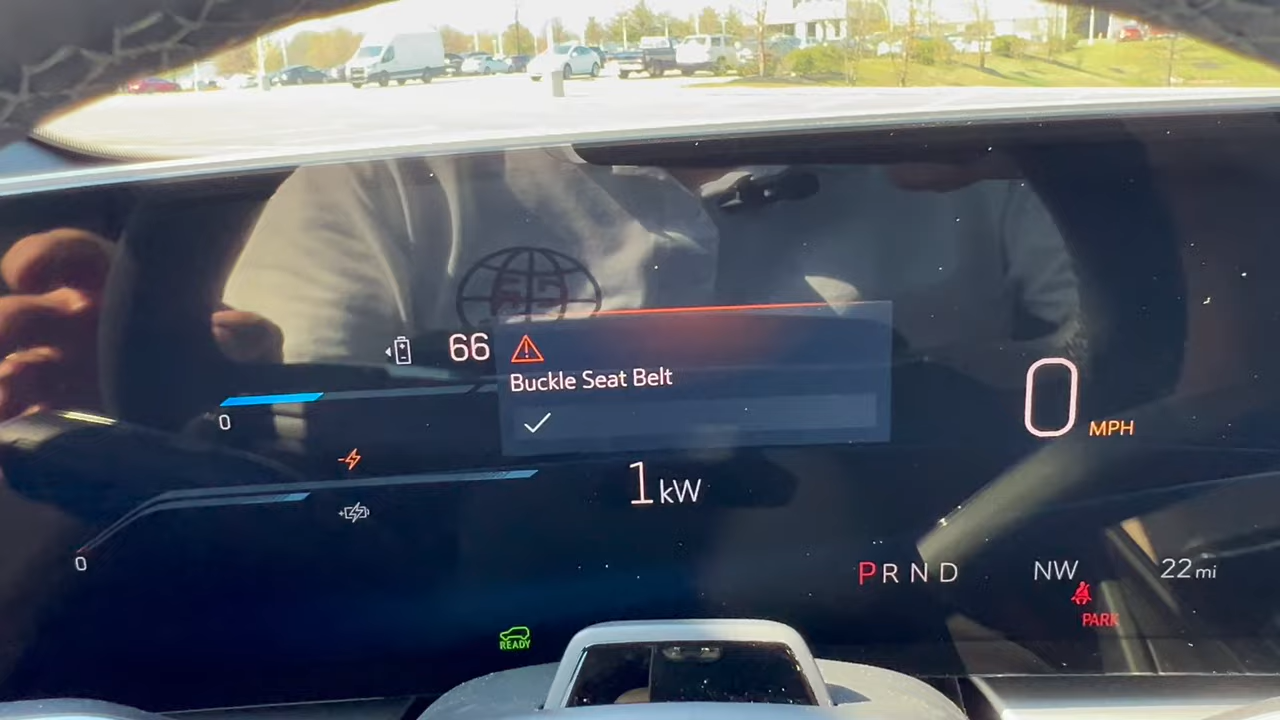 66
Buckle Seat Belt
0
0 MPH
1 kW
0
P R N D
NW
22 mi
PARK
READY